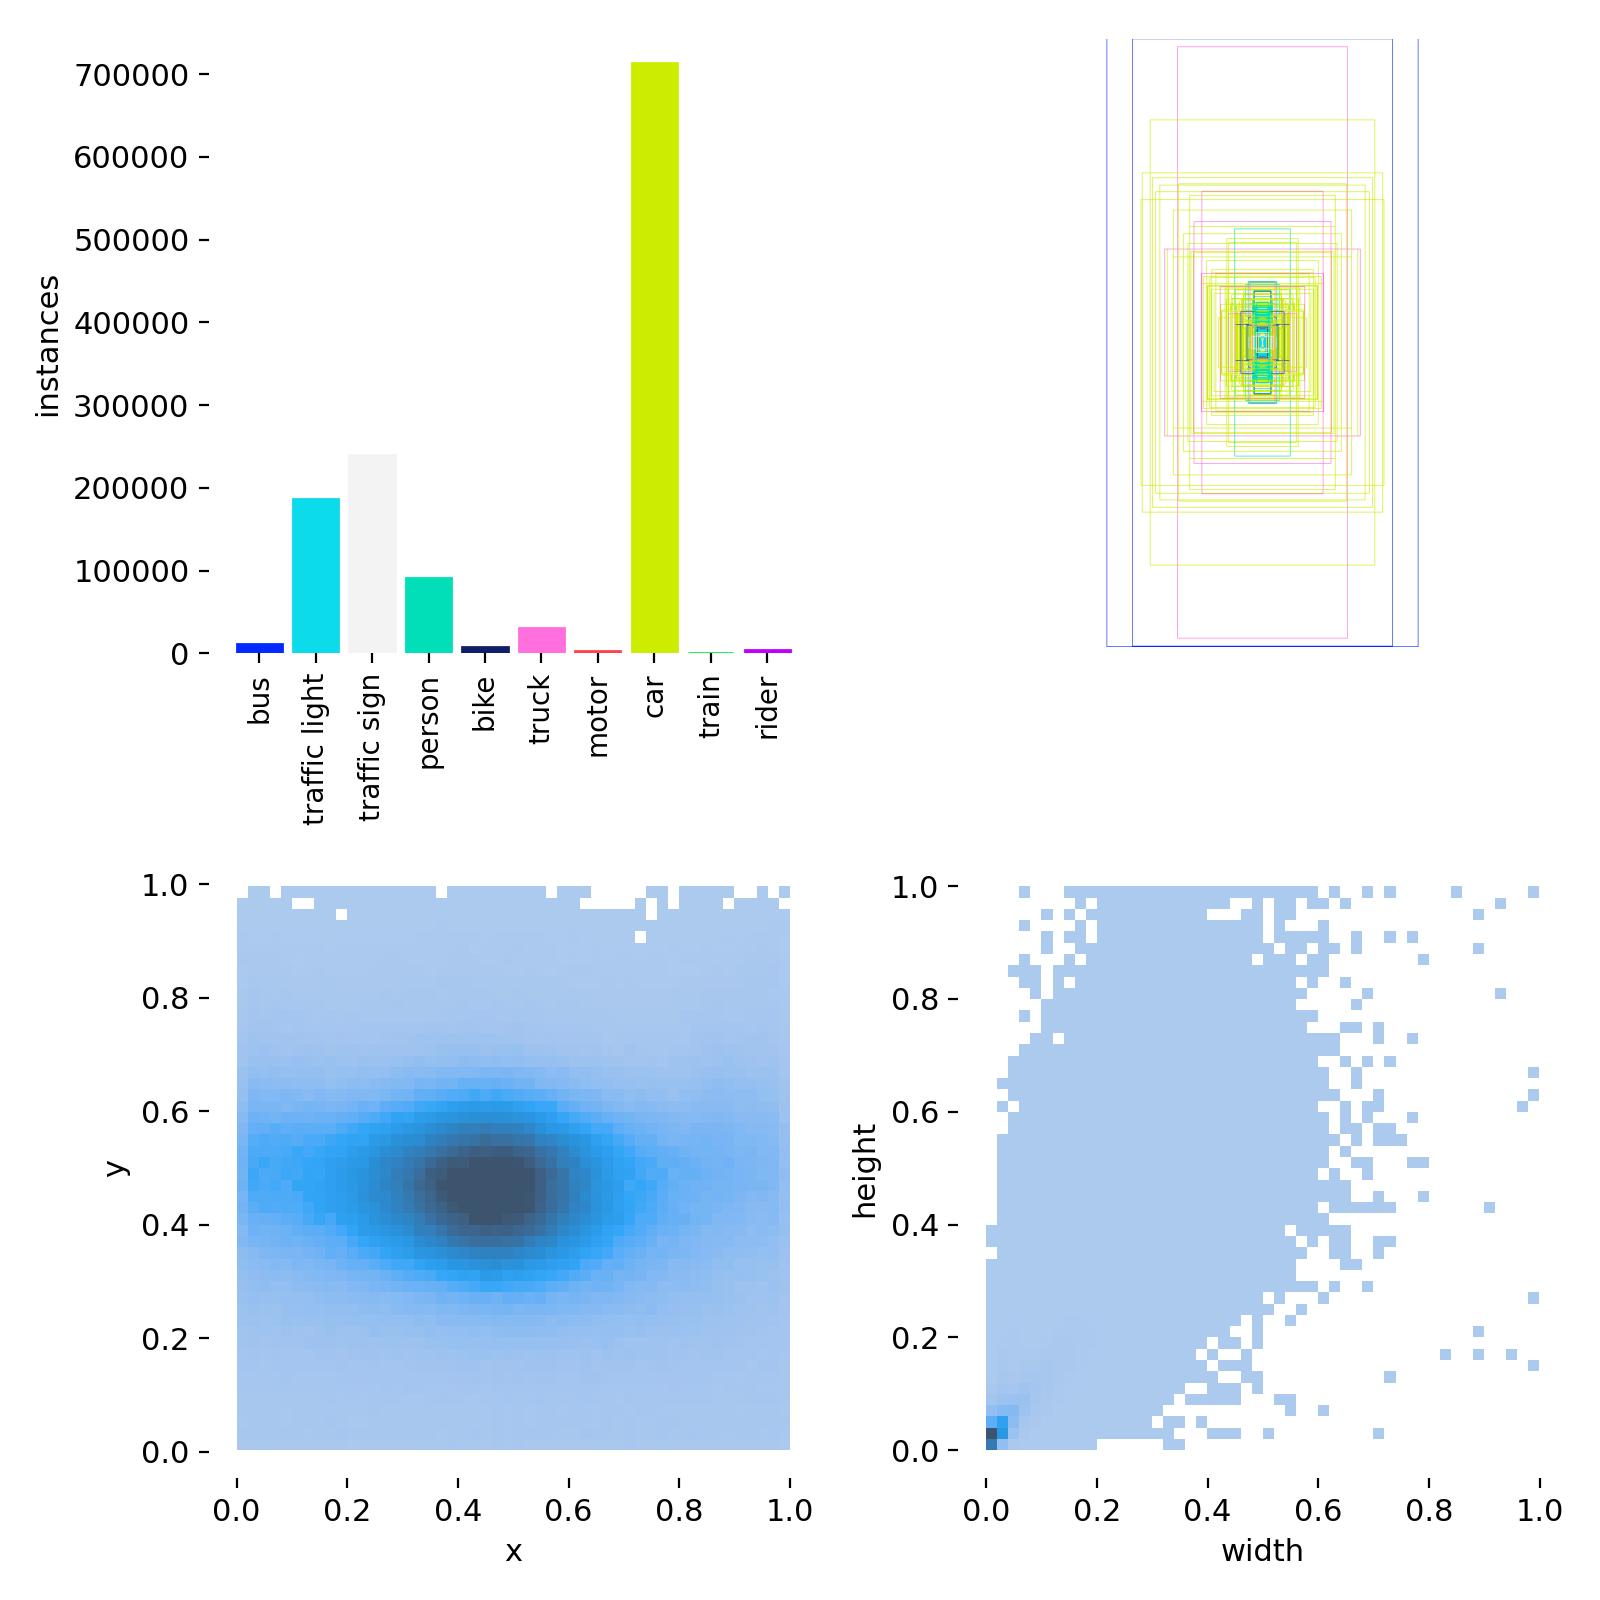 700000
600000
500000
400000
300000
200000
100000
0
instances
bus
traffic light
traffic sign
person
bike
truck
motor
car
train
rider
1.0
0.8
0.6
0.4
0.2
0.0
y
0.0 0.2 0.4 0.6 0.8 1.0
x
1.0
0.8
0.6
0.4
0.2
0.0
height
0.0 0.2 0.4 0.6 0.8 1.0
width